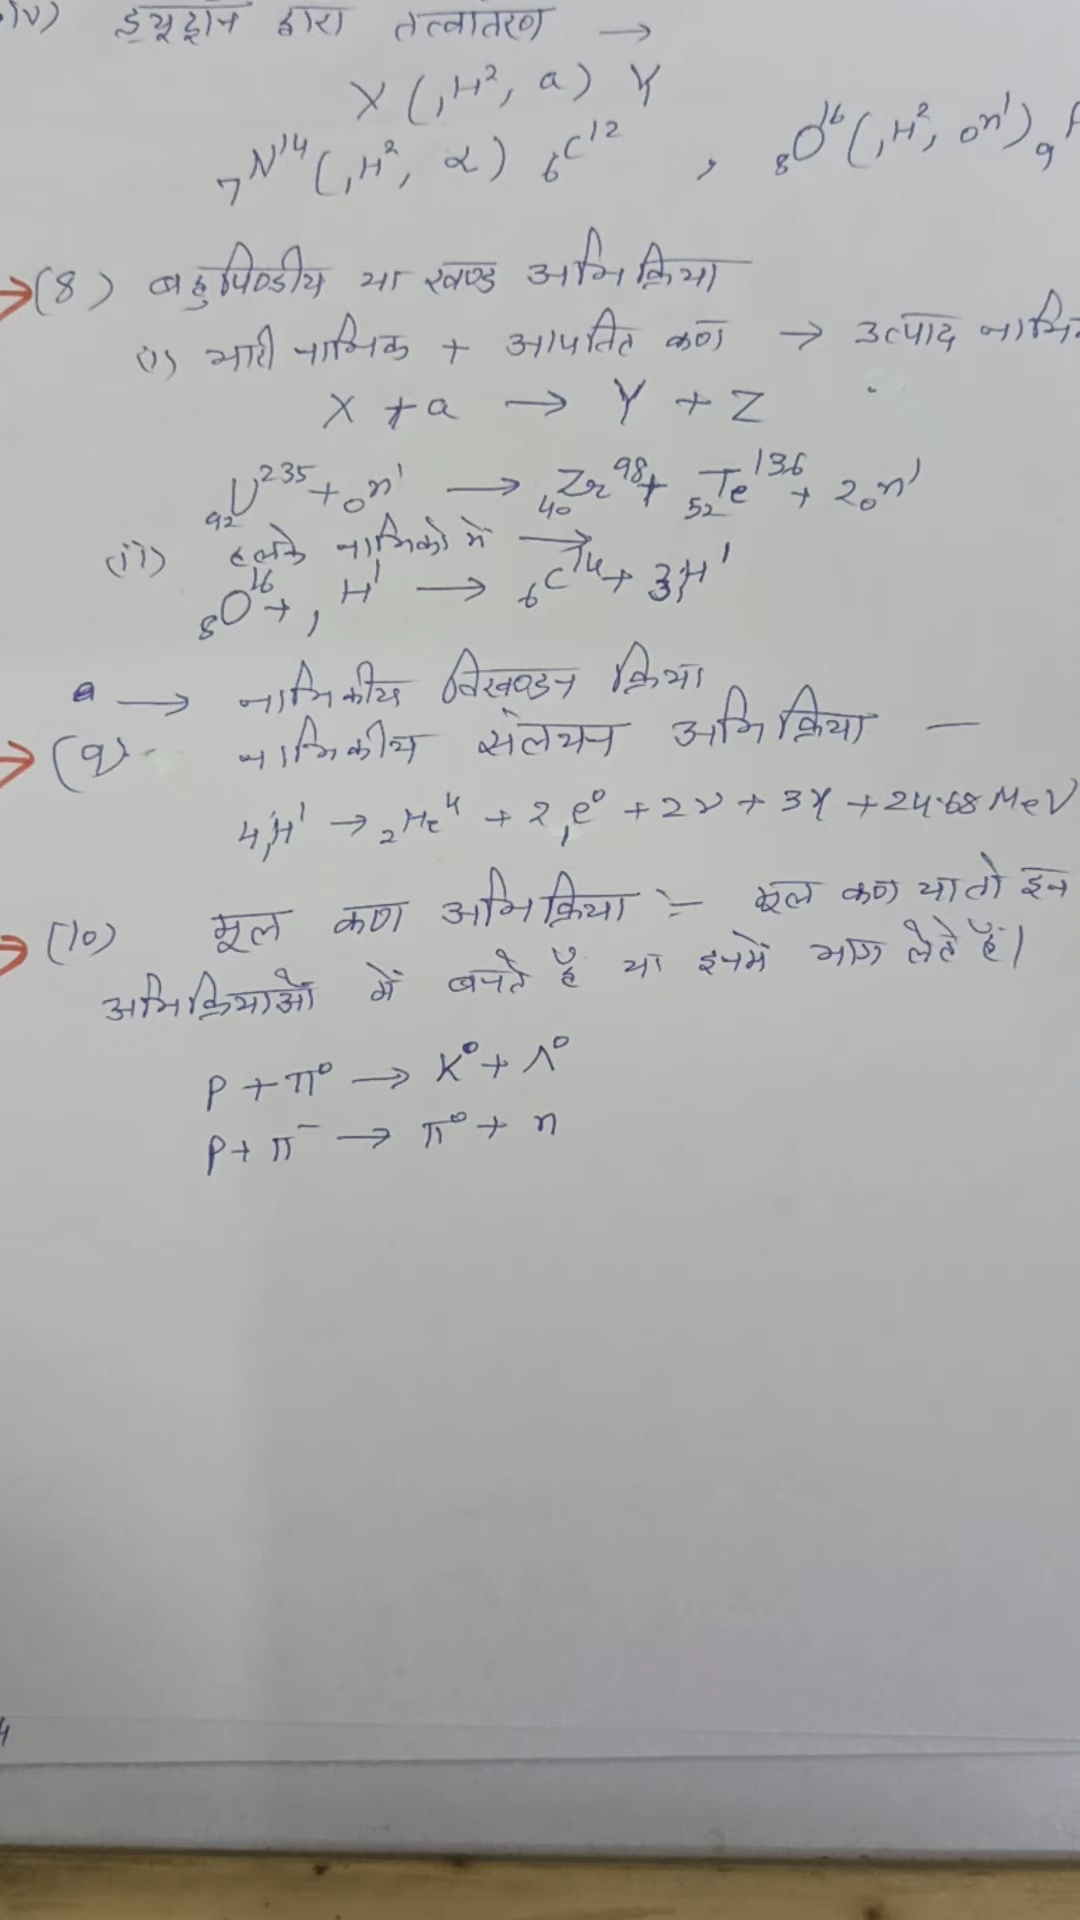 (iv) ड्यूट्रॉन द्वारा तत्वांतरण →
X (₁H², a) Y
₇N¹⁴ (₁H², α) ₆C¹² , ₈O¹⁶ (₁H², ₀n¹) ₉
→ (8) बहुपिण्डीय या खण्ड अभिक्रिया
(i) भारी नाभिक + आपतित कण → उत्पाद
X + a → Y + Z
₉₂U²³⁵ + ₀n¹ → ₄₀Zr⁹⁸ + ₅₂Te¹³⁶ + 2₀n¹
(ii) हल्के नाभिको में →
₈O¹⁶ + ₁H¹ → ₆C¹⁴ + 3₁H¹
→ नाभिकीय विखण्डन क्रिया
→ (9) नाभिकीय संलयन अभिक्रिया —
4₁H¹ → ₂He⁴ + 2₁e⁰ + 2ν + 3γ + 24.68 MeV
→ (10) मूल कण अभिक्रिया :- मूल कण या तो इन
अभिक्रियाओं में बनते हैं या इनमें भाग लेते हैं।
P + π⁰ → K⁰ + Λ⁰
P + π⁻ → π⁰ + n
4